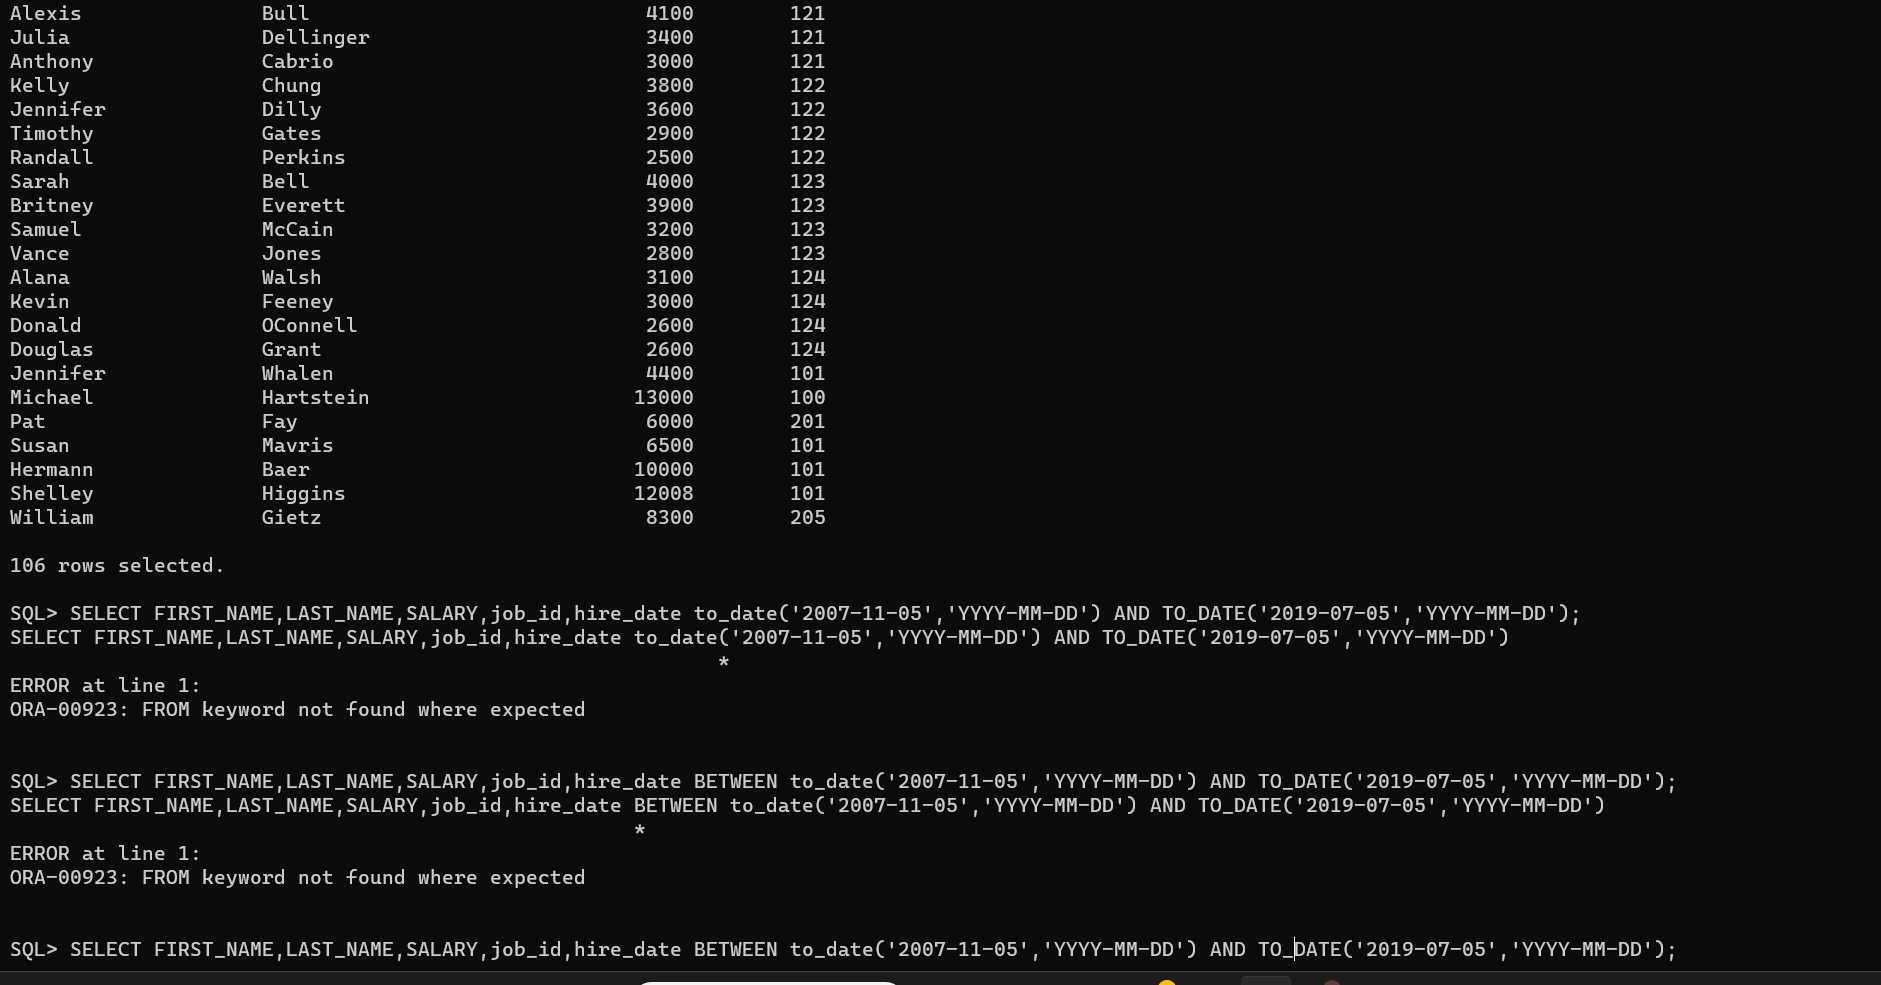 Alexis Bull 4100 121
Julia Dellinger 3400 121
Anthony Cabrio 3000 121
Kelly Chung 3800 122
Jennifer Dilly 3600 122
Timothy Gates 2900 122
Randall Perkins 2500 122
Sarah Bell 4000 123
Britney Everett 3900 123
Samuel McCain 3200 123
Vance Jones 2800 123
Alana Walsh 3100 124
Kevin Feeney 3000 124
Donald OConnell 2600 124
Douglas Grant 2600 124
Jennifer Whalen 4400 101
Michael Hartstein 13000 100
Pat Fay 6000 201
Susan Mavris 6500 101
Hermann Baer 10000 101
Shelley Higgins 12008 101
William Gietz 8300 205
106 rows selected.
SQL> SELECT FIRST_NAME,LAST_NAME,SALARY,job_id,hire_date to_date('2007-11-05','YYYY-MM-DD') AND TO_DATE('2019-07-05','YYYY-MM-DD');
SELECT FIRST_NAME,LAST_NAME,SALARY,job_id,hire_date to_date('2007-11-05','YYYY-MM-DD') AND TO_DATE('2019-07-05','YYYY-MM-DD')
*
ERROR at line 1:
ORA-00923: FROM keyword not found where expected
SQL> SELECT FIRST_NAME,LAST_NAME,SALARY,job_id,hire_date BETWEEN to_date('2007-11-05','YYYY-MM-DD') AND TO_DATE('2019-07-05','YYYY-MM-DD');
SELECT FIRST_NAME,LAST_NAME,SALARY,job_id,hire_date BETWEEN to_date('2007-11-05','YYYY-MM-DD') AND TO_DATE('2019-07-05','YYYY-MM-DD')
*
ERROR at line 1:
ORA-00923: FROM keyword not found where expected
SQL> SELECT FIRST_NAME,LAST_NAME,SALARY,job_id,hire_date BETWEEN to_date('2007-11-05','YYYY-MM-DD') AND TO_DATE('2019-07-05','YYYY-MM-DD');